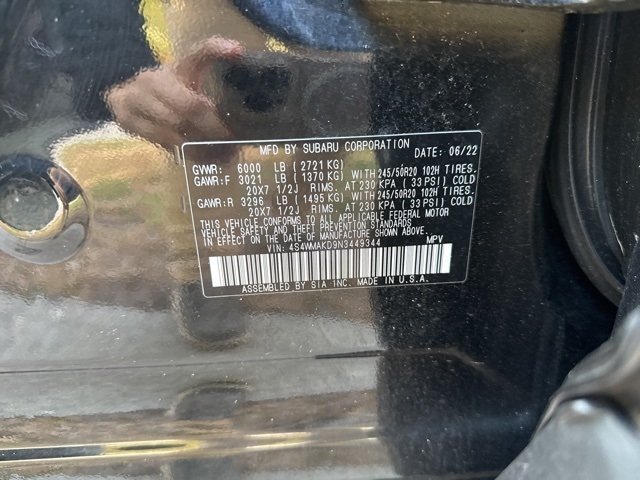 MFD BY SUBARU CORPORATION
DATE: 06/22
GVWR: 6000 LB (2721 KG)
GAWR:F 3021 LB (1370 KG) WITH 245/50R20 102H TIRES.
20X7 1/2J RIMS. AT 230 KPA (33 PSI) COLD
GAWR:R 3296 LB (1495 KG) WITH 245/50R20 102H TIRES.
20X7 1/2J RIMS. AT 230 KPA (33 PSI) COLD
THIS VEHICLE CONFORMS TO ALL APPLICABLE FEDERAL MOTOR
VEHICLE SAFETY AND THEFT PREVENTION STANDARDS
IN EFFECT ON THE DATE OF MANUFACTURE SHOWN ABOVE.
VIN: 4S4WMAKD9N3449344 MPV
ASSEMBLED BY SIA INC. MADE IN U.S.A.